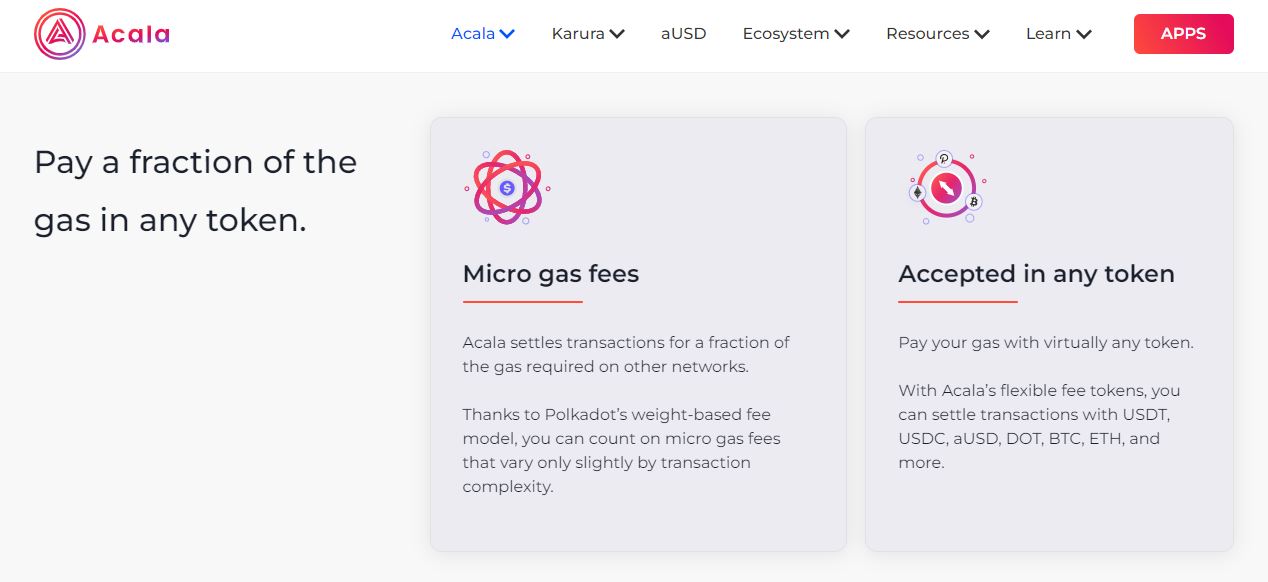 Acala
Acala Karura aUSD Ecosystem Resources Learn APPS
Pay a fraction of the
gas in any token.
Micro gas fees
Acala settles transactions for a fraction of
the gas required on other networks.
Thanks to Polkadot’s weight-based fee
model, you can count on micro gas fees
that vary only slightly by transaction
complexity.
Accepted in any token
Pay your gas with virtually any token.
With Acala’s flexible fee tokens, you
can settle transactions with USDT,
USDC, aUSD, DOT, BTC, ETH, and
more.